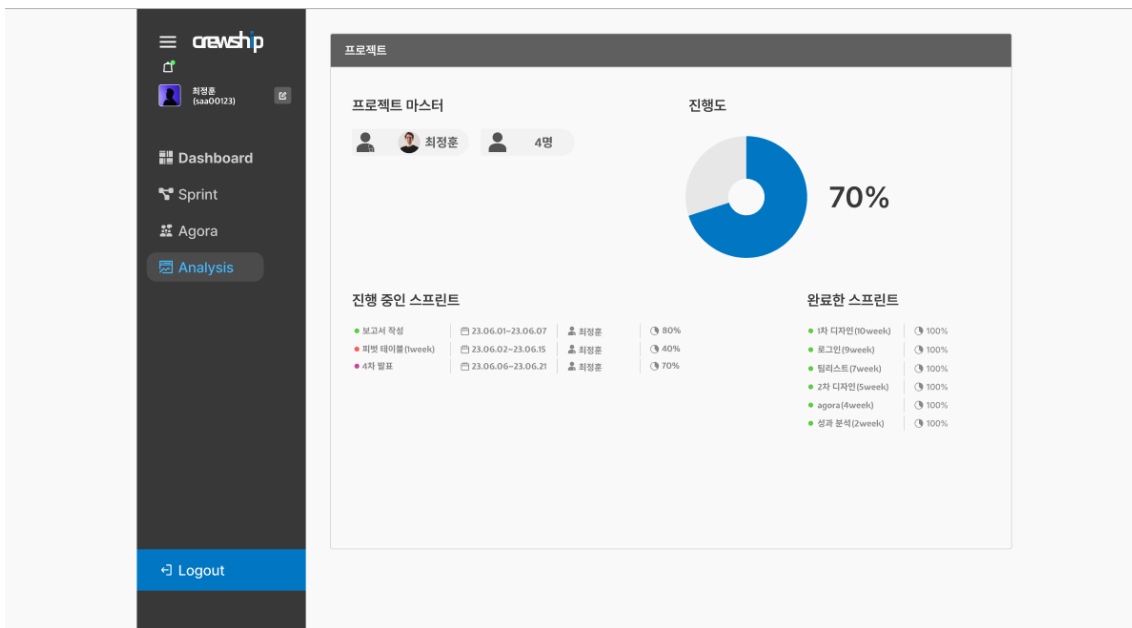 crewship
최정훈
(saa00123)
Dashboard
Sprint
Agora
Analysis
Logout
프로젝트
프로젝트 마스터
최정훈
4명
진행도
70%
진행 중인 스프린트
보고서 작성 23.06.01~23.06.07 최정훈 80%
피벗 테이블(1week) 23.06.02~23.06.15 최정훈 40%
4차 발표 23.06.06~23.06.21 최정훈 70%
완료한 스프린트
1차 디자인(10week) 100%
로그인(9week) 100%
팀리스트(7week) 100%
2차 디자인(5week) 100%
agora(4week) 100%
성과 분석(2week) 100%